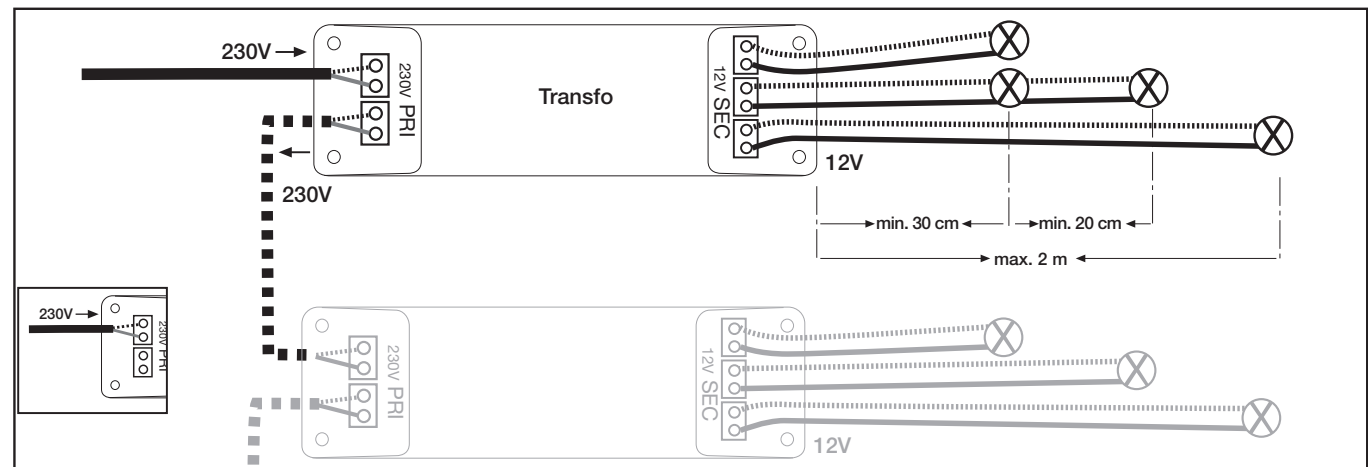 230V
230V PRI
Transfo
12V SEC
12V
230V
min. 30 cm
min. 20 cm
max. 2 m
230V
230V PRI
230V PRI
12V SEC
12V